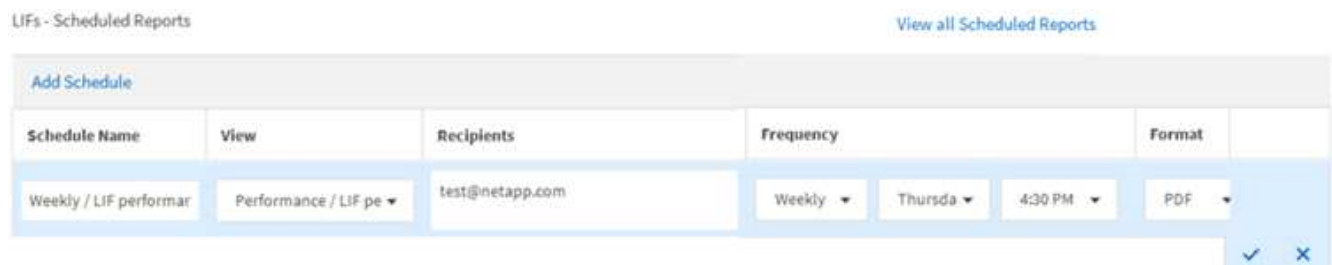 LIFs - Scheduled Reports View all Scheduled Reports
Add Schedule
Schedule Name View Recipients Frequency Format
Weekly / LIF performar Performance / LIF pe test@netapp.com Weekly Thursda 4:30 PM PDF